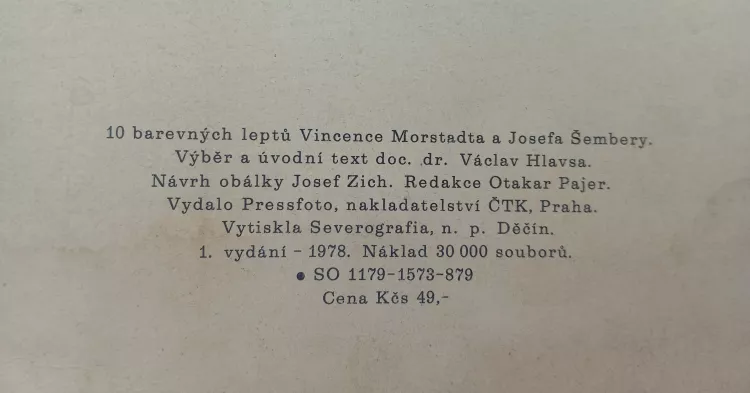 10 barevných leptů Vincence Morstadta a Josefa Šembery.
Výběr a úvodní text doc. dr. Václav Hlavsa.
Návrh obálky Josef Zich. Redakce Otakar Pajer.
Vydalo Pressfoto, nakladatelství ČTK, Praha.
Vytiskla Severografia, n. p. Děčín.
1. vydání – 1978. Náklad 30 000 souborů.
● SO 1179-1573-879
Cena Kčs 49,-